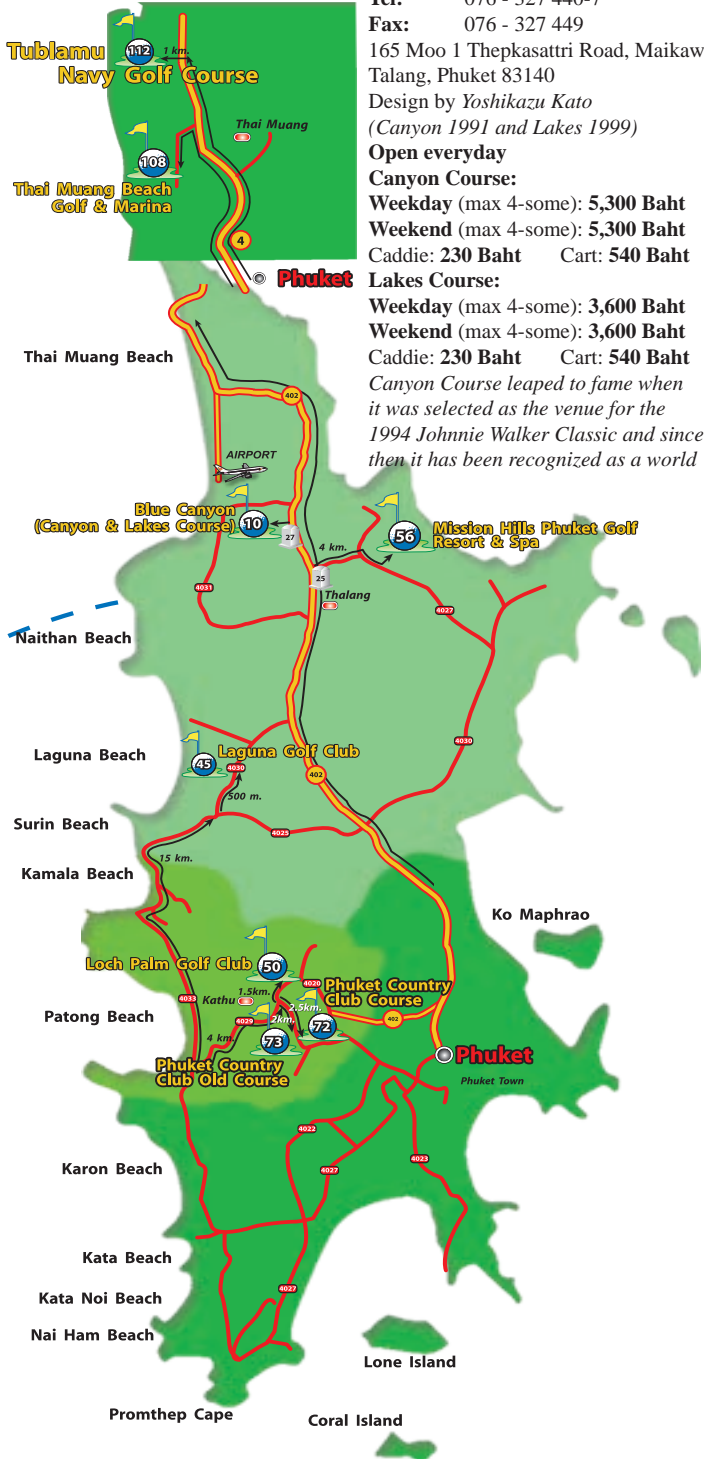 Tel: 076 - 327 440-7
Fax: 076 - 327 449
165 Moo 1 Thepkasattri Road, Maikaw
Talang, Phuket 83140
Design by Yoshikazu Kato
(Canyon 1991 and Lakes 1999)
Open everyday
Canyon Course:
Weekday (max 4-some): 5,300 Baht
Weekend (max 4-some): 5,300 Baht
Caddie: 230 Baht Cart: 540 Baht
Lakes Course:
Weekday (max 4-some): 3,600 Baht
Weekend (max 4-some): 3,600 Baht
Caddie: 230 Baht Cart: 540 Baht
Canyon Course leaped to fame when
it was selected as the venue for the
1994 Johnnie Walker Classic and since
then it has been recognized as a world
112
1 km.
Tublamu
Navy Golf Course
Thai Muang
108
Thai Muang Beach
Golf & Marina
4
Phuket
Thai Muang Beach
402
AIRPORT
Blue Canyon
(Canyon & Lakes Course)
10
27
56
Mission Hills Phuket Golf
Resort & Spa
4 km.
25
Thalang
4031
4027
Naithan Beach
4030
Laguna Beach
45
Laguna Golf Club
4030
402
500 m.
Surin Beach
4025
15 km.
Kamala Beach
Ko Maphrao
Loch Palm Golf Club
50
4020
Phuket Country
Club Course
4033
Kathu
1.5km.
2.5km.
Patong Beach
4029
2km.
72
402
4 km.
73
Phuket Country
Club Old Course
Phuket
Phuket Town
4022
Karon Beach
4027
4023
Kata Beach
4027
Kata Noi Beach
Nai Ham Beach
Lone Island
Promthep Cape
Coral Island